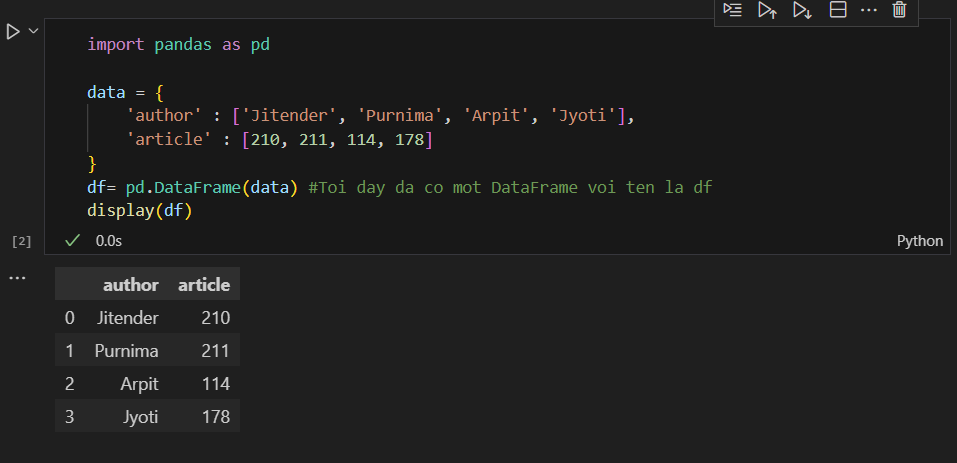 import pandas as pd
data = {
'author' : ['Jitender', 'Purnima', 'Arpit', 'Jyoti'],
'article' : [210, 211, 114, 178]
}
df= pd.DataFrame(data) #Toi day da co mot DataFrame voi ten la df
display(df)
[2] 0.0s Python
author article
0 Jitender 210
1 Purnima 211
2 Arpit 114
3 Jyoti 178